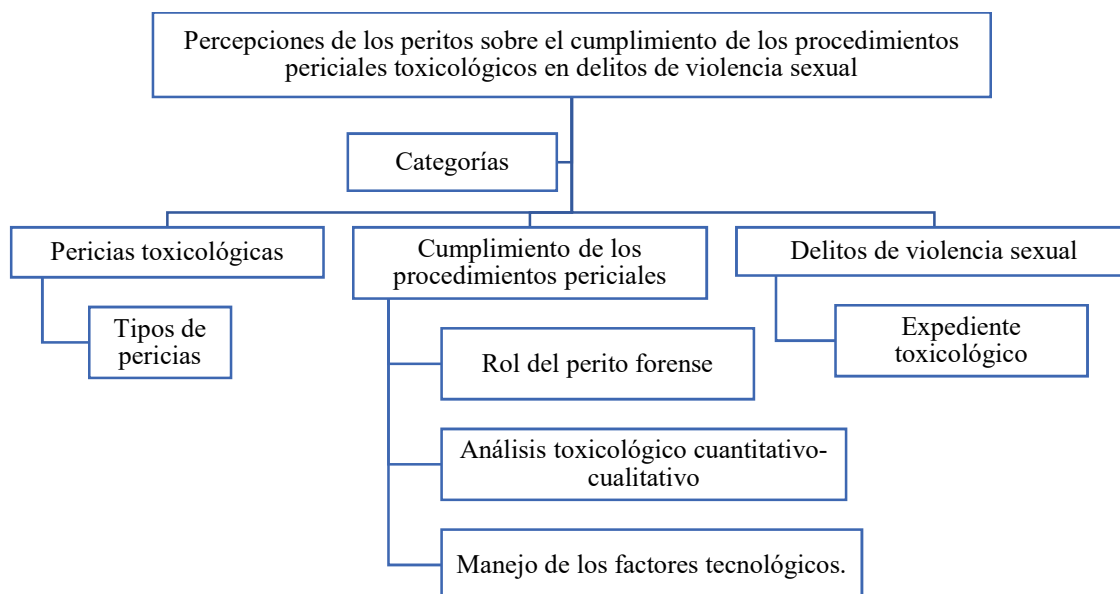 Percepciones de los peritos sobre el cumplimiento de los procedimientos
periciales toxicológicos en delitos de violencia sexual
Categorías
Pericias toxicológicas
Tipos de
pericias
Cumplimiento de los
procedimientos periciales
Rol del perito forense
Análisis toxicológico cuantitativo-
cualitativo
Manejo de los factores tecnológicos.
Delitos de violencia sexual
Expediente
toxicológico